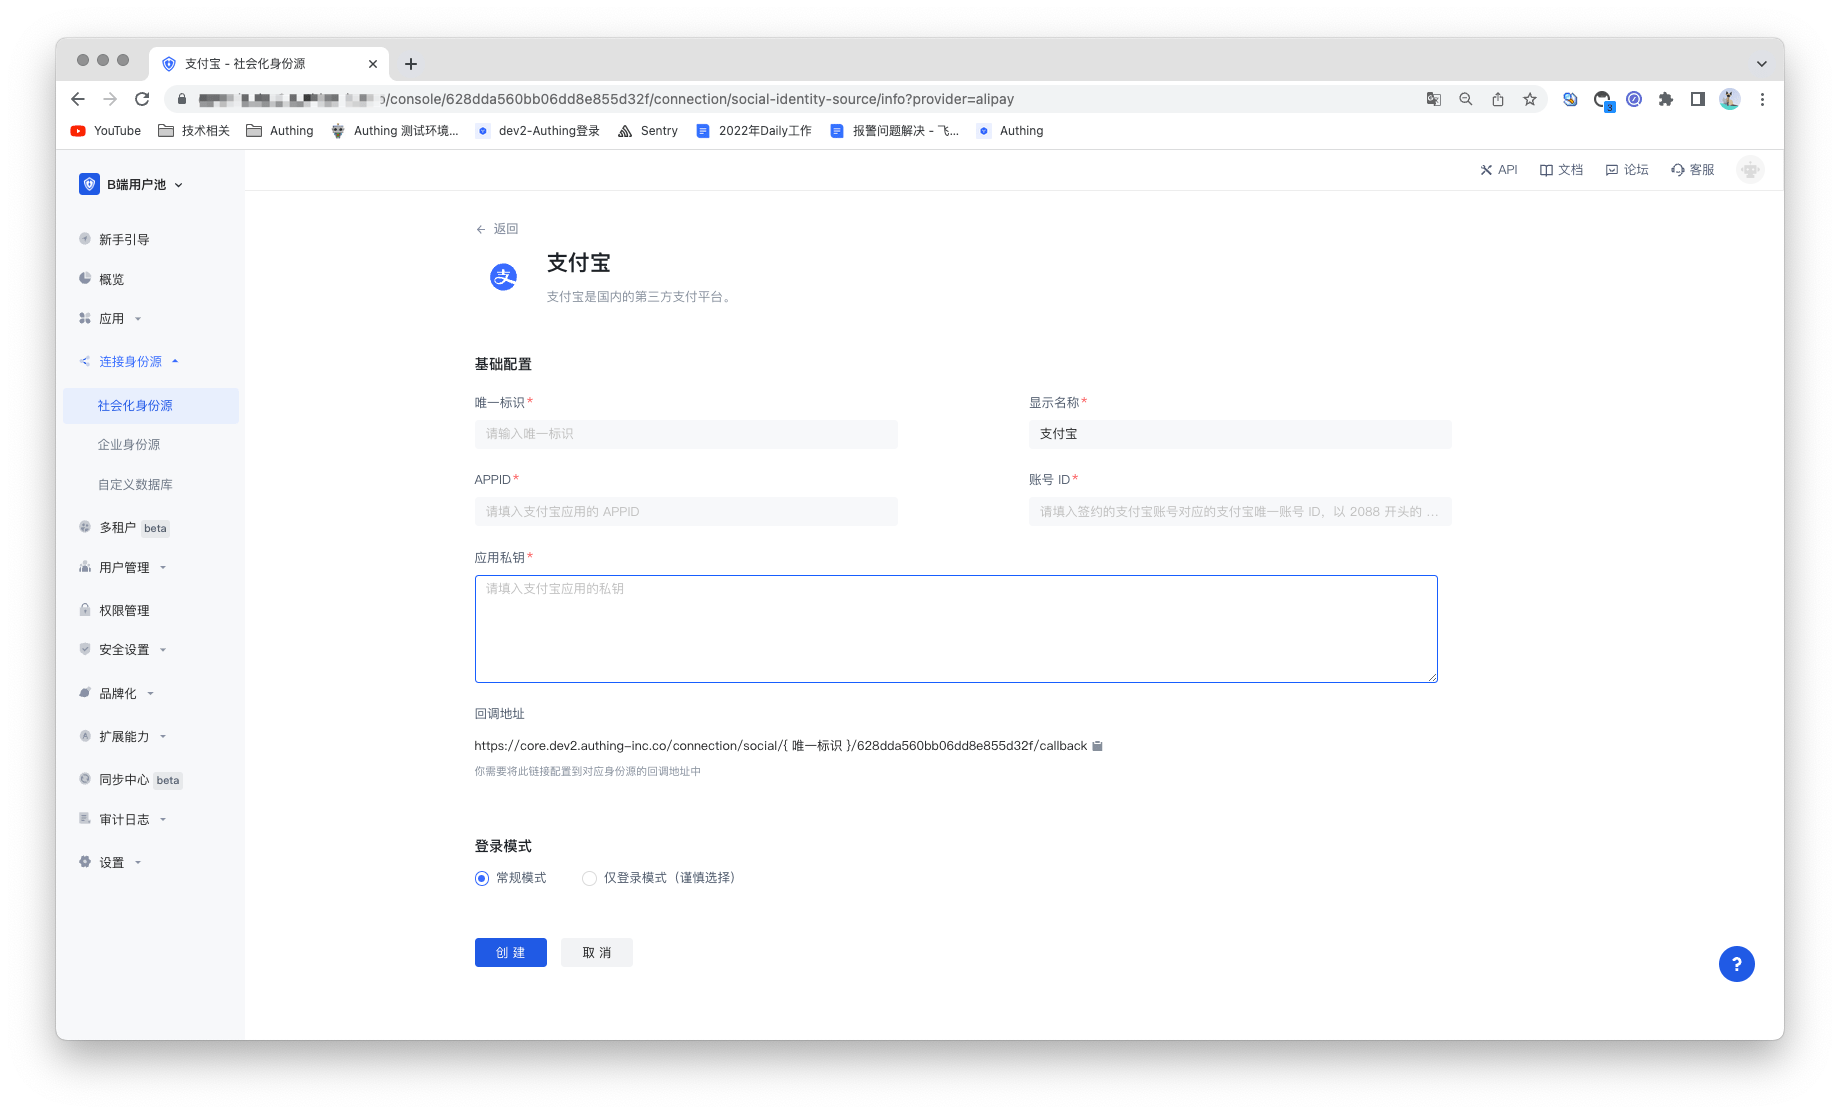 支付宝 - 社会化身份源
/console/628dda560bb06dd8e855d32f/connection/social-identity-source/info?provider=alipay
3
YouTube 技术相关 Authing Authing 测试环境... dev2-Authing登录 Sentry 2022年Daily工作 报警问题解决 - 飞... Authing
B端用户池
API 文档 论坛 客服
新手引导
概览
应用
连接身份源
社会化身份源
企业身份源
自定义数据库
多租户 beta
用户管理
权限管理
安全设置
品牌化
扩展能力
同步中心 beta
审计日志
设置
返回
支付宝
支付宝是国内的第三方支付平台。
基础配置
唯一标识*
请输入唯一标识
显示名称*
支付宝
APPID*
请填入支付宝应用的 APPID
账号 ID*
请填入签约的支付宝账号对应的支付宝唯一账号 ID，以 2088 开头的 ...
应用私钥*
请填入支付宝应用的私钥
回调地址
https://core.dev2.authing-inc.co/connection/social/{ 唯一标识 }/628dda560bb06dd8e855d32f/callback
你需要将此链接配置到对应身份源的回调地址中
登录模式
常规模式 仅登录模式（谨慎选择）
创 建 取 消
?